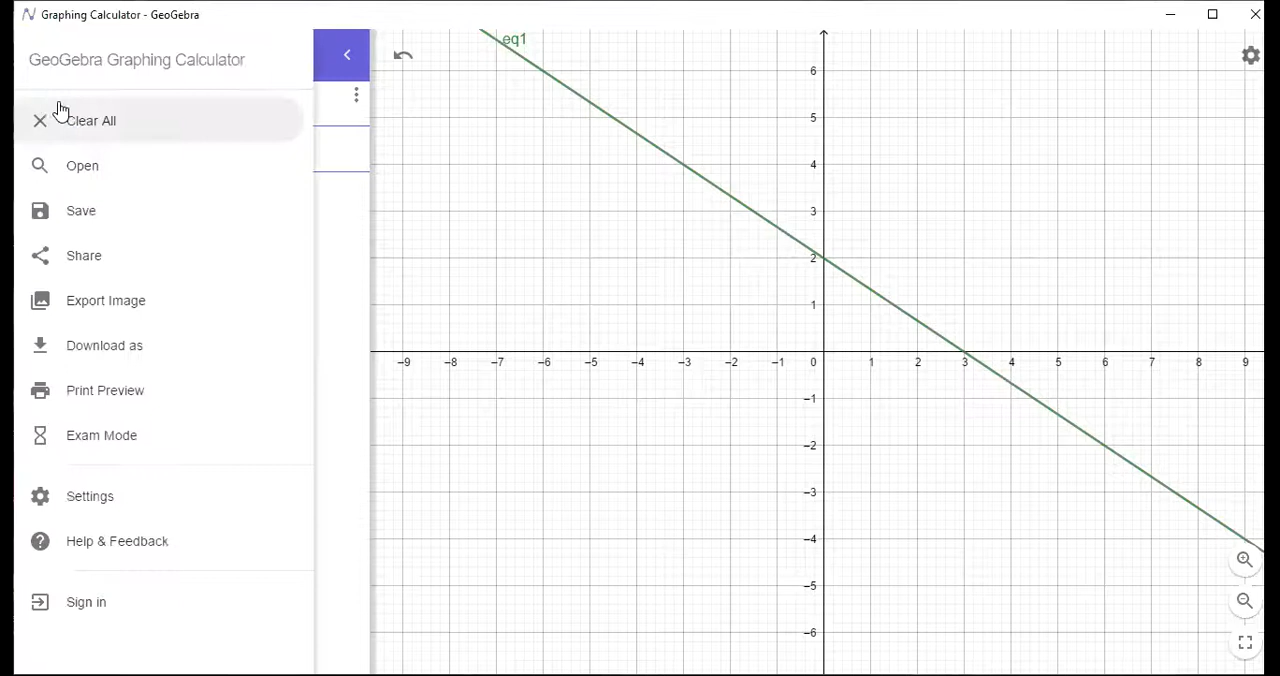 Graphing Calculator - GeoGebra
GeoGebra Graphing Calculator
Clear All
Open
Save
Share
Export Image
Download as
Print Preview
Exam Mode
Settings
Help & Feedback
Sign in
eq1
6
5
4
3
2
1
−9 −8 −7 −6 −5 −4 −3 −2 −1 0 1 2 3 4 5 6 7 8 9
−1
−2
−3
−4
−5
−6